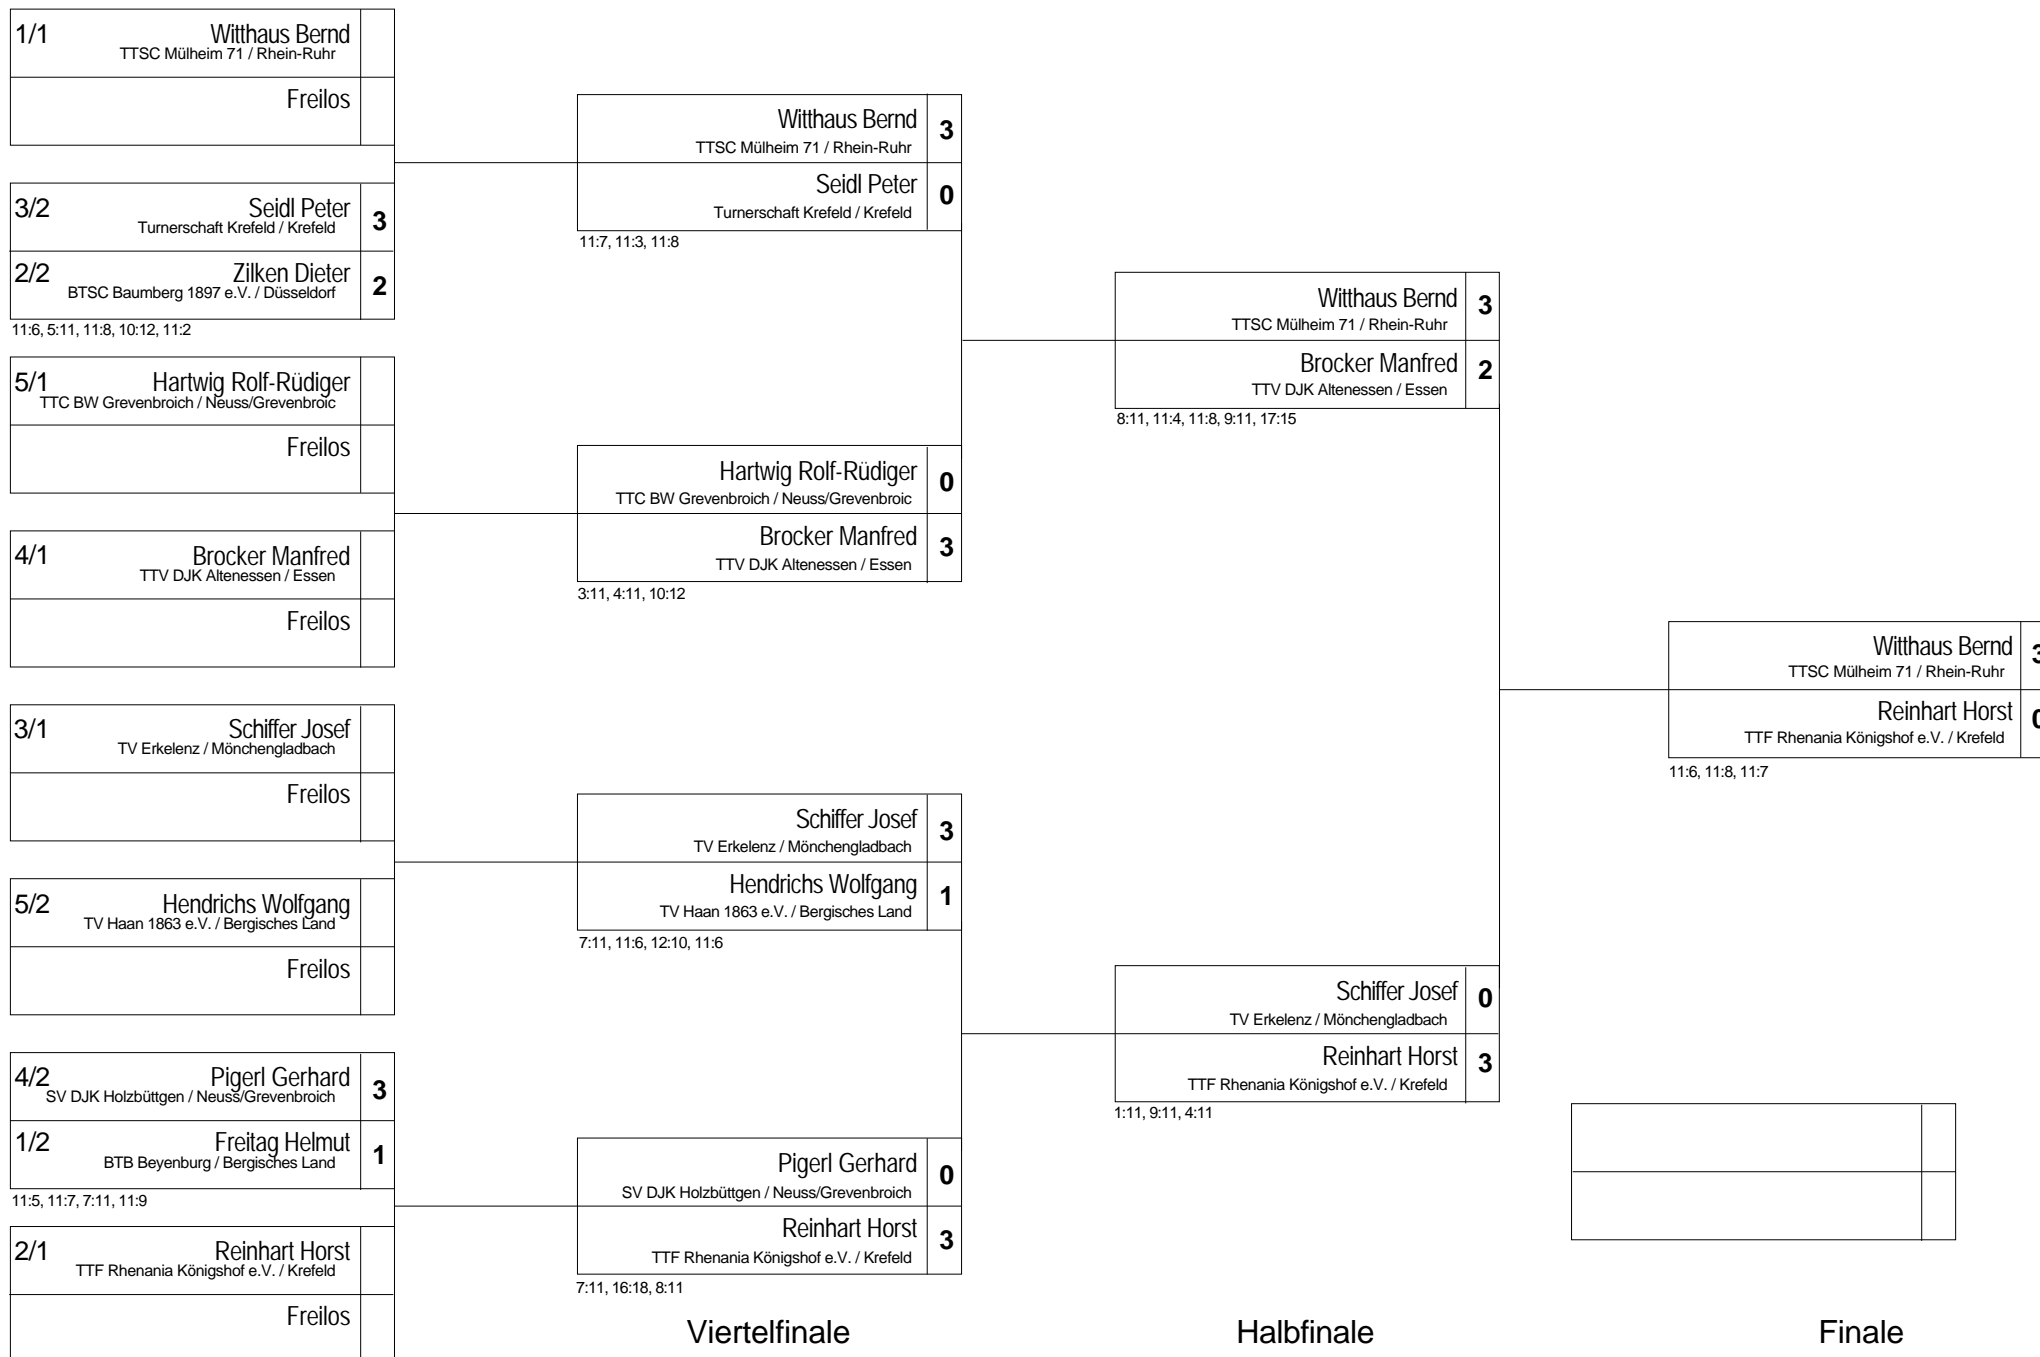 1/1 Witthaus Bernd
TTSC Mülheim 71 / Rhein-Ruhr
Freilos
3/2 Seidl Peter 3
Turnerschaft Krefeld / Krefeld
2/2 Zilken Dieter 2
BTSC Baumberg 1897 e.V. / Düsseldorf
11:6, 5:11, 11:8, 10:12, 11:2
5/1 Hartwig Rolf-Rüdiger
TTC BW Grevenbroich / Neuss/Grevenbroic
Freilos
4/1 Brocker Manfred
TTV DJK Altenessen / Essen
Freilos
3/1 Schiffer Josef
TV Erkelenz / Mönchengladbach
Freilos
5/2 Hendrichs Wolfgang
TV Haan 1863 e.V. / Bergisches Land
Freilos
4/2 Pigerl Gerhard 3
SV DJK Holzbüttgen / Neuss/Grevenbroich
1/2 Freitag Helmut 1
BTB Beyenburg / Bergisches Land
11:5, 11:7, 7:11, 11:9
2/1 Reinhart Horst
TTF Rhenania Königshof e.V. / Krefeld
Freilos
Witthaus Bernd 3
TTSC Mülheim 71 / Rhein-Ruhr
Seidl Peter 0
Turnerschaft Krefeld / Krefeld
11:7, 11:3, 11:8
Hartwig Rolf-Rüdiger 0
TTC BW Grevenbroich / Neuss/Grevenbroic
Brocker Manfred 3
TTV DJK Altenessen / Essen
3:11, 4:11, 10:12
Schiffer Josef 3
TV Erkelenz / Mönchengladbach
Hendrichs Wolfgang 1
TV Haan 1863 e.V. / Bergisches Land
7:11, 11:6, 12:10, 11:6
Pigerl Gerhard 0
SV DJK Holzbüttgen / Neuss/Grevenbroich
Reinhart Horst 3
TTF Rhenania Königshof e.V. / Krefeld
7:11, 16:18, 8:11
Viertelfinale
Witthaus Bernd 3
TTSC Mülheim 71 / Rhein-Ruhr
Brocker Manfred 2
TTV DJK Altenessen / Essen
8:11, 11:4, 11:8, 9:11, 17:15
Schiffer Josef 0
TV Erkelenz / Mönchengladbach
Reinhart Horst 3
TTF Rhenania Königshof e.V. / Krefeld
1:11, 9:11, 4:11
Halbfinale
Witthaus Bernd 3
TTSC Mülheim 71 / Rhein-Ruhr
Reinhart Horst 0
TTF Rhenania Königshof e.V. / Krefeld
11:6, 11:8, 11:7
Finale